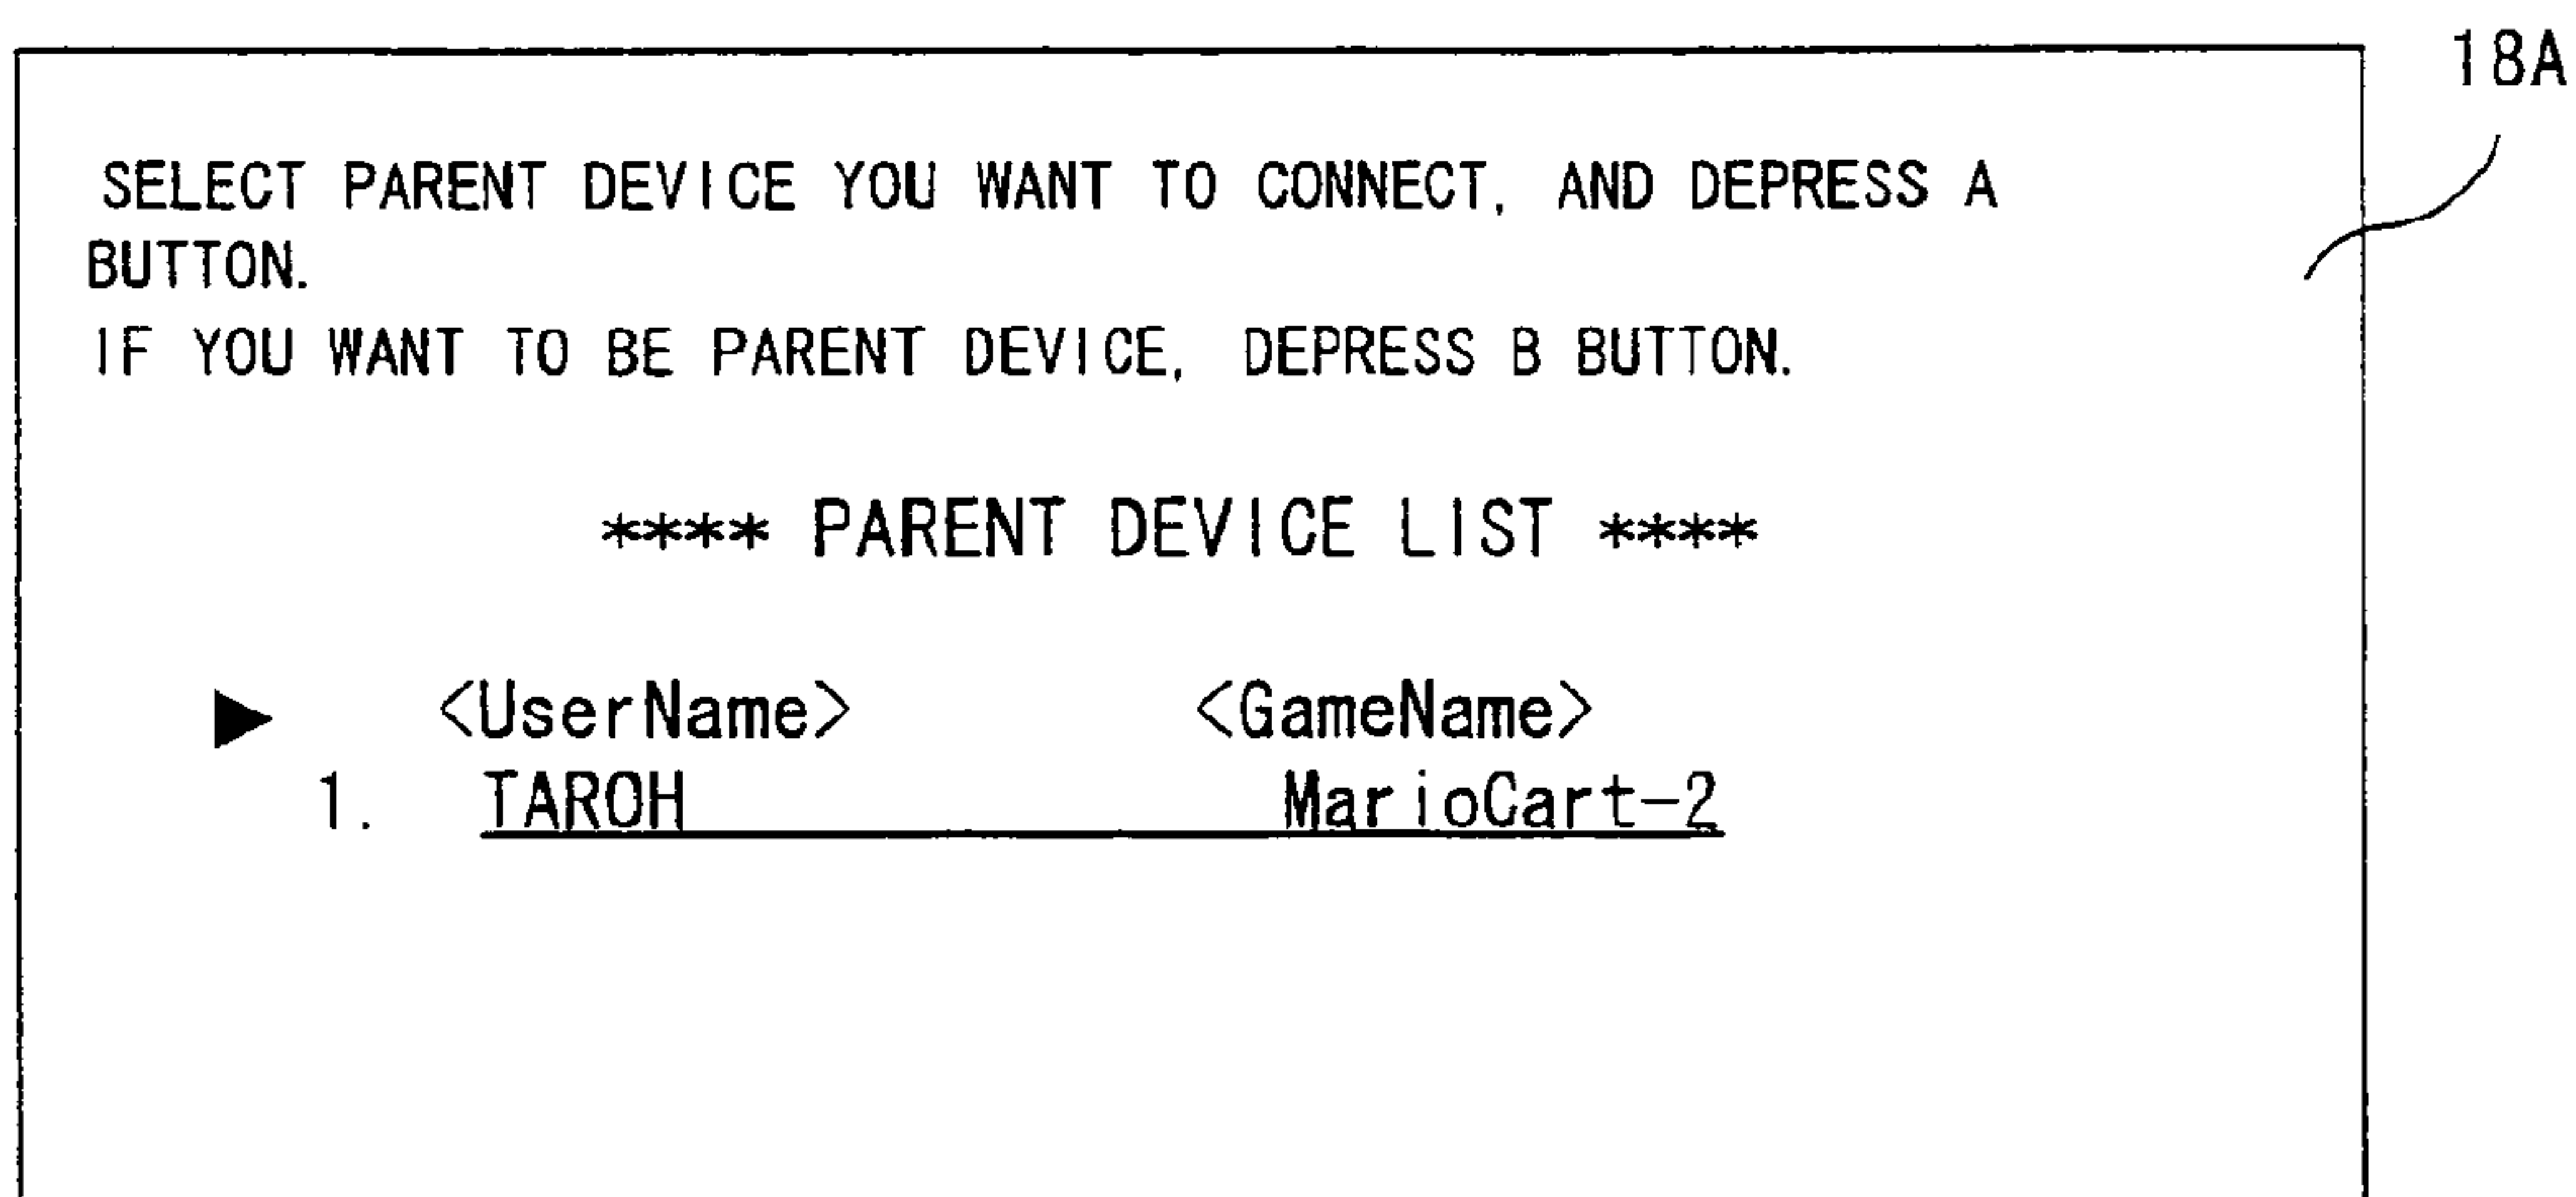 18A
SELECT PARENT DEVICE YOU WANT TO CONNECT, AND DEPRESS A
BUTTON.
IF YOU WANT TO BE PARENT DEVICE, DEPRESS B BUTTON.
**** PARENT DEVICE LIST ****
▶ <UserName> <GameName>
1. TAROH MarioCart-2